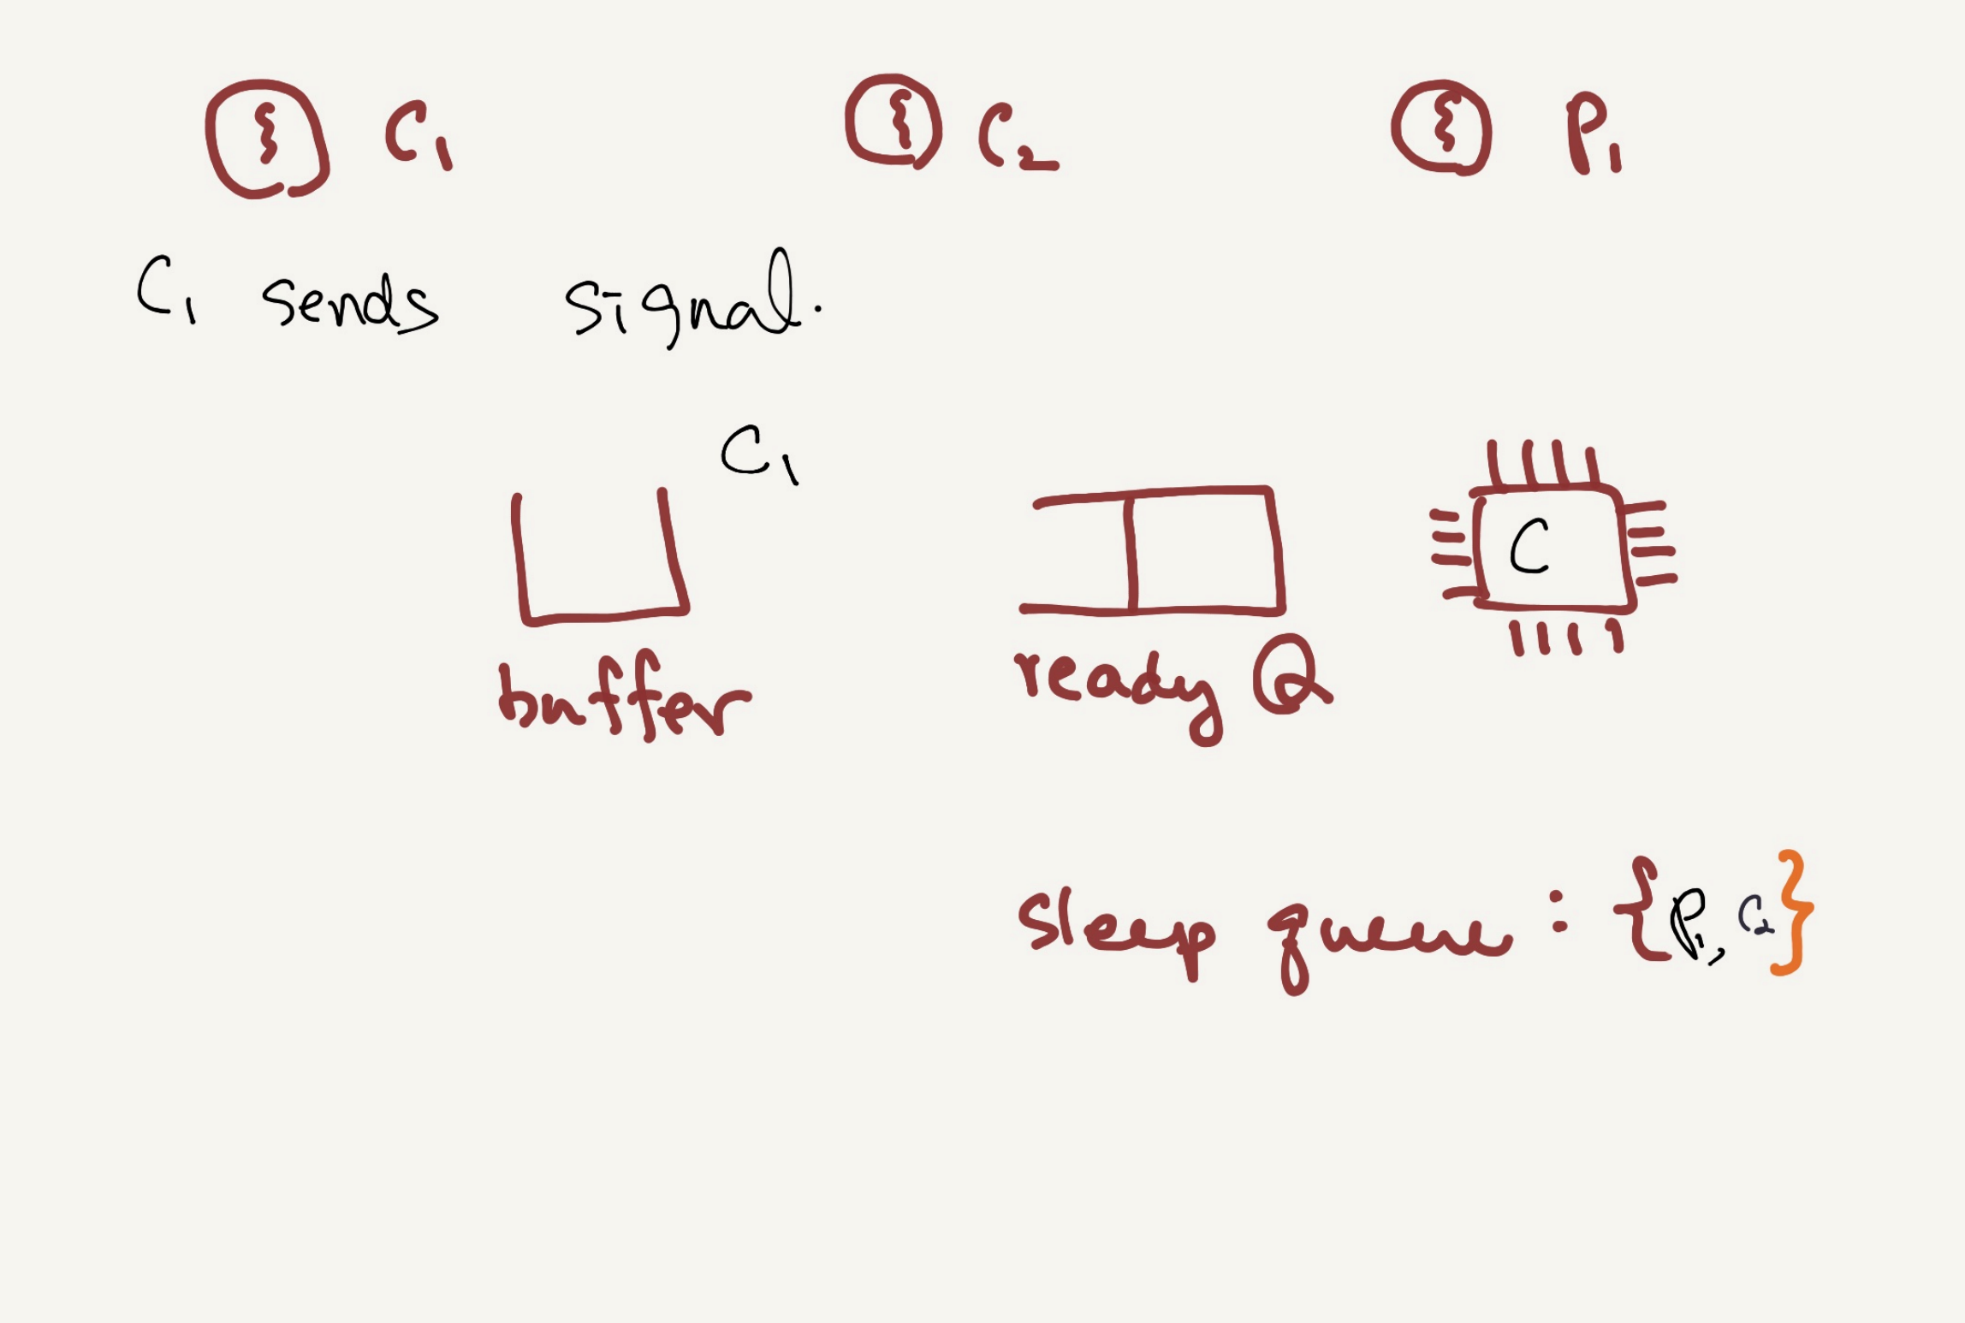 C₁ C₂ P₁
C₁ sends signal.
C₁
C
buffer ready Q
sleep queue : {P₁, C₂}